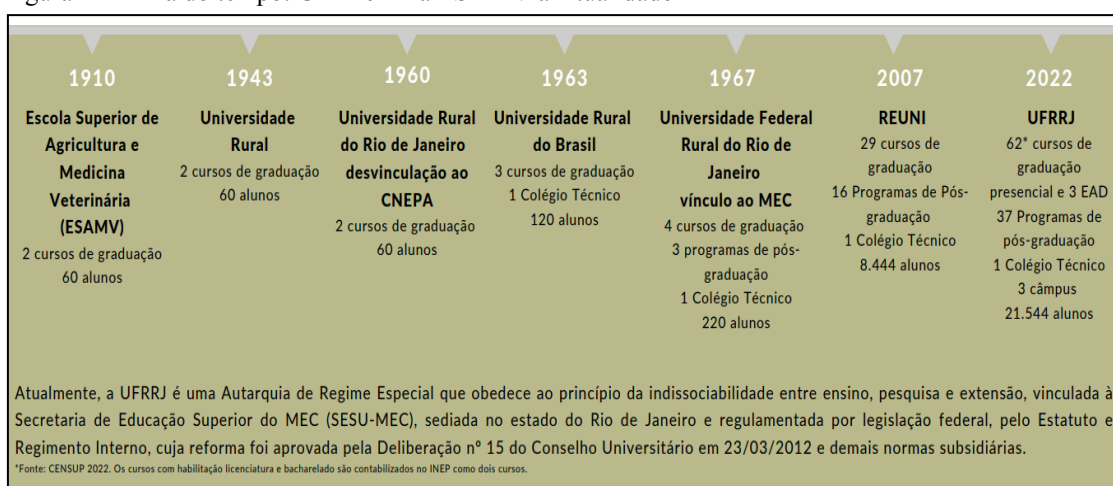 1910
Escola Superior de
Agricultura e
Medicina
Veterinária
(ESAMV)
2 cursos de graduação
60 alunos
1943
Universidade
Rural
2 cursos de graduação
60 alunos
1960
Universidade Rural
do Rio de Janeiro
desvinculação ao
CNEPA
2 cursos de graduação
60 alunos
1963
Universidade Rural
do Brasil
3 cursos de graduação
1 Colégio Técnico
120 alunos
1967
Universidade Federal
Rural do Rio de
Janeiro
vínculo ao MEC
4 cursos de graduação
3 programas de pós-
graduação
1 Colégio Técnico
220 alunos
2007
REUNI
29 cursos de
graduação
16 Programas de Pós-
graduação
1 Colégio Técnico
8.444 alunos
2022
UFRRJ
62* cursos de
graduação
presencial e 3 EAD
37 Programas de
pós-graduação
1 Colégio Técnico
3 câmpus
21.544 alunos
Atualmente, a UFRRJ é uma Autarquia de Regime Especial que obedece ao princípio da indissociabilidade entre ensino, pesquisa e extensão, vinculada à
Secretaria de Educação Superior do MEC (SESU-MEC), sediada no estado do Rio de Janeiro e regulamentada por legislação federal, pelo Estatuto e
Regimento Interno, cuja reforma foi aprovada pela Deliberação nº 15 do Conselho Universitário em 23/03/2012 e demais normas subsidiárias.
*Fonte: CENSUP 2022. Os cursos com habilitação licenciatura e bacharelado são contabilizados no INEP como dois cursos.